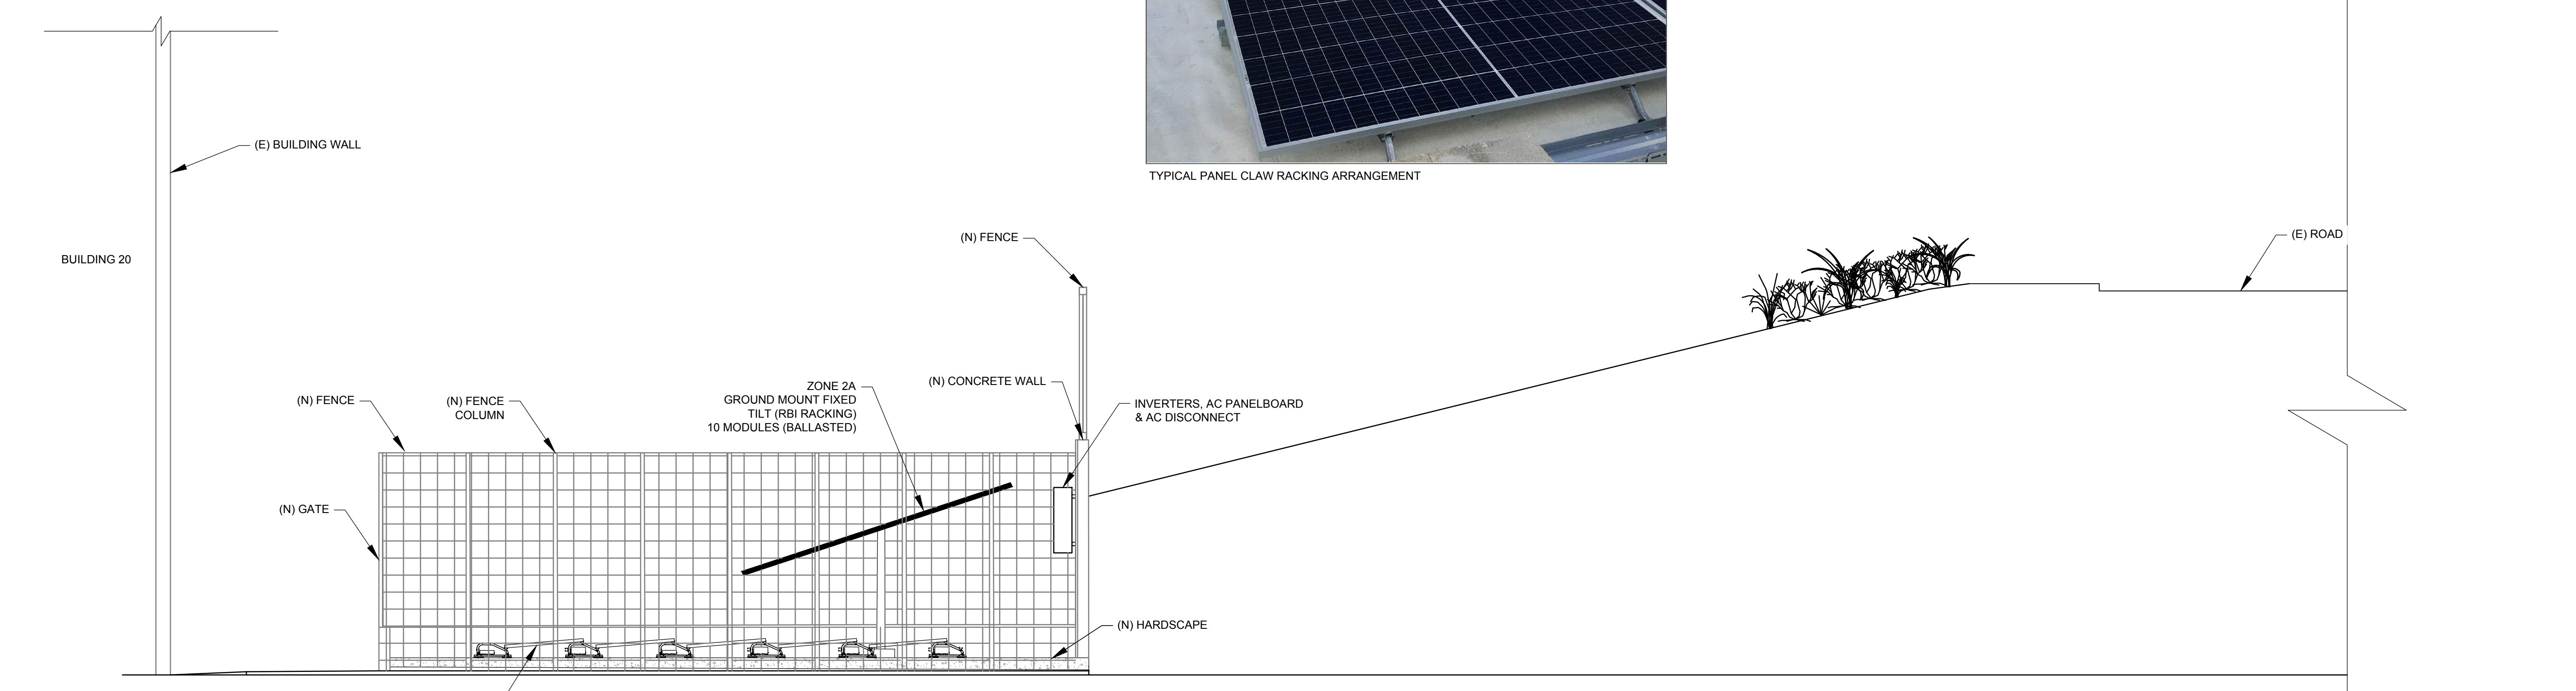 (E) BUILDING WALL
TYPICAL PANEL CLAW RACKING ARRANGEMENT
(N) FENCE
(E) ROAD
BUILDING 20
(N) FENCE
(N) FENCE
COLUMN
ZONE 2A
GROUND MOUNT FIXED
TILT (RBI RACKING)
10 MODULES (BALLASTED)
(N) CONCRETE WALL
INVERTERS, AC PANELBOARD
& AC DISCONNECT
(N) GATE
(N) HARDSCAPE